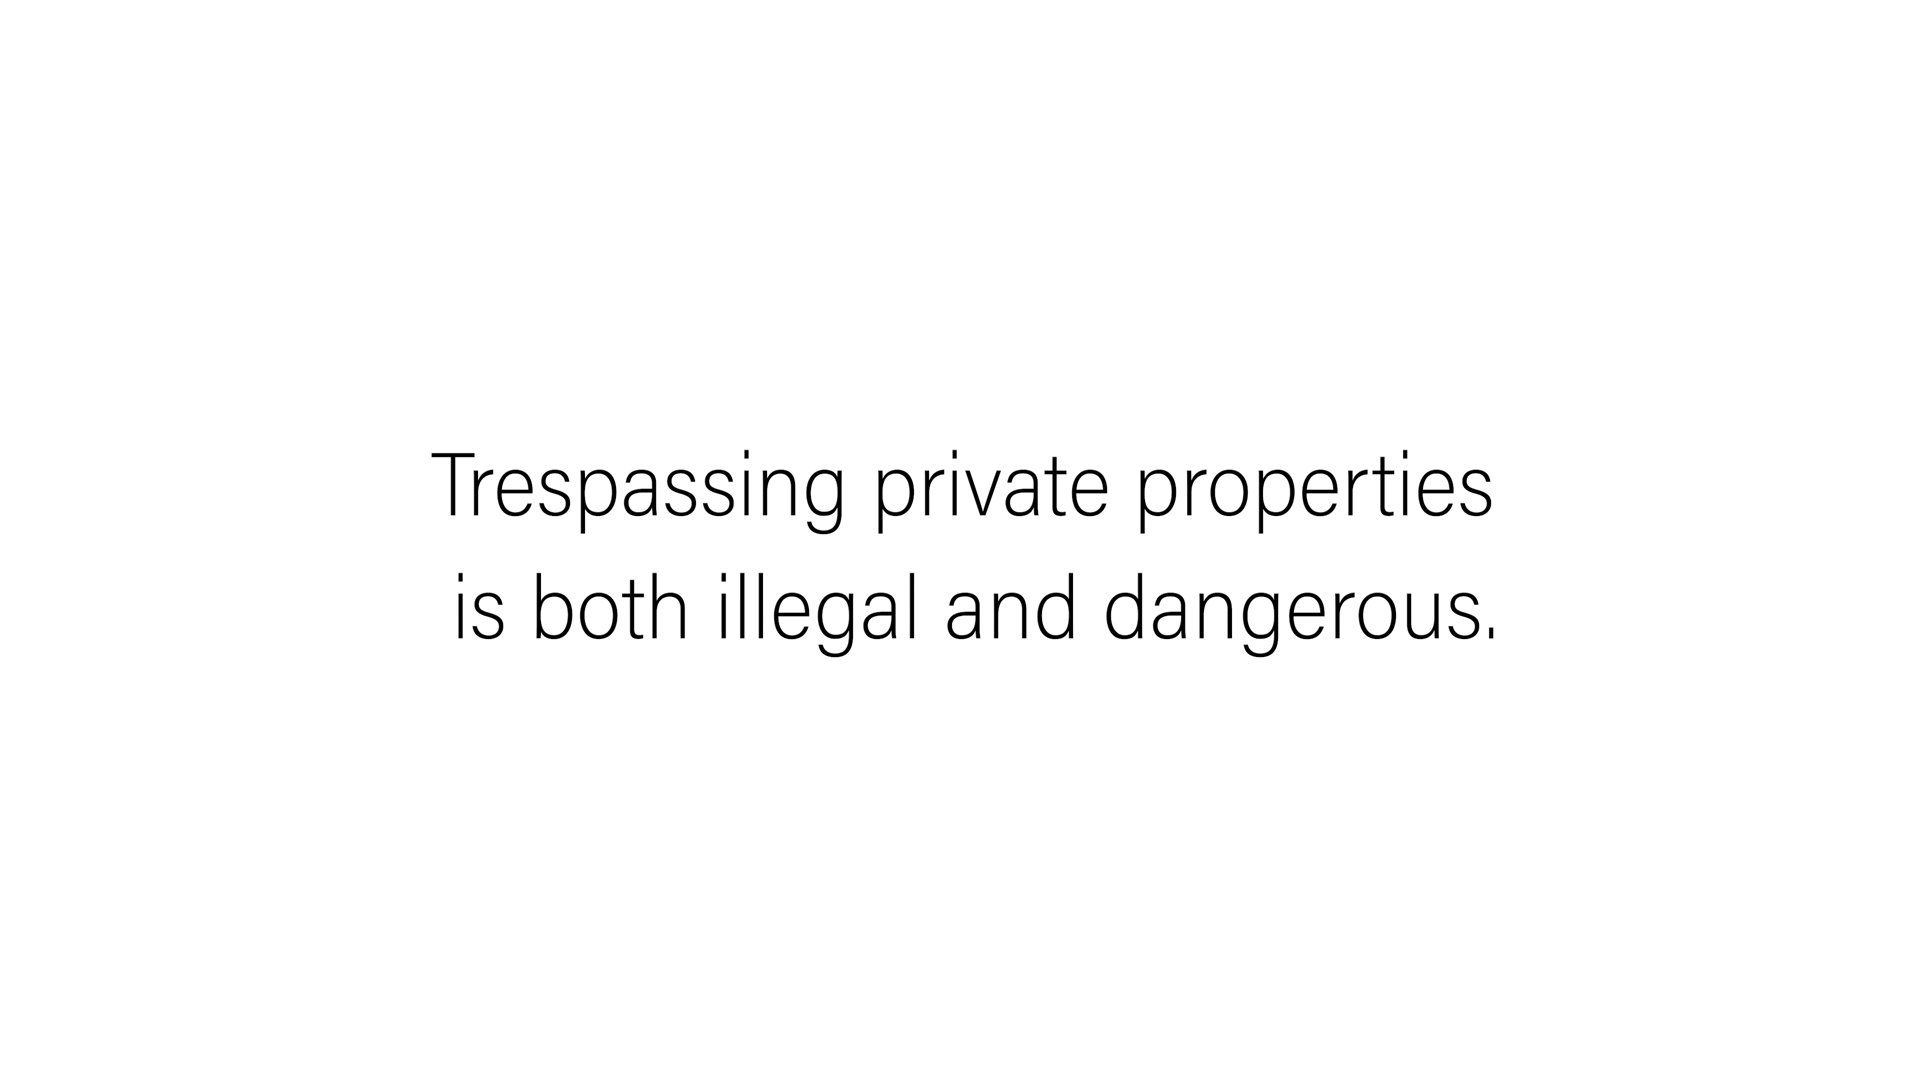 Trespassing private properties
is both illegal and dangerous.